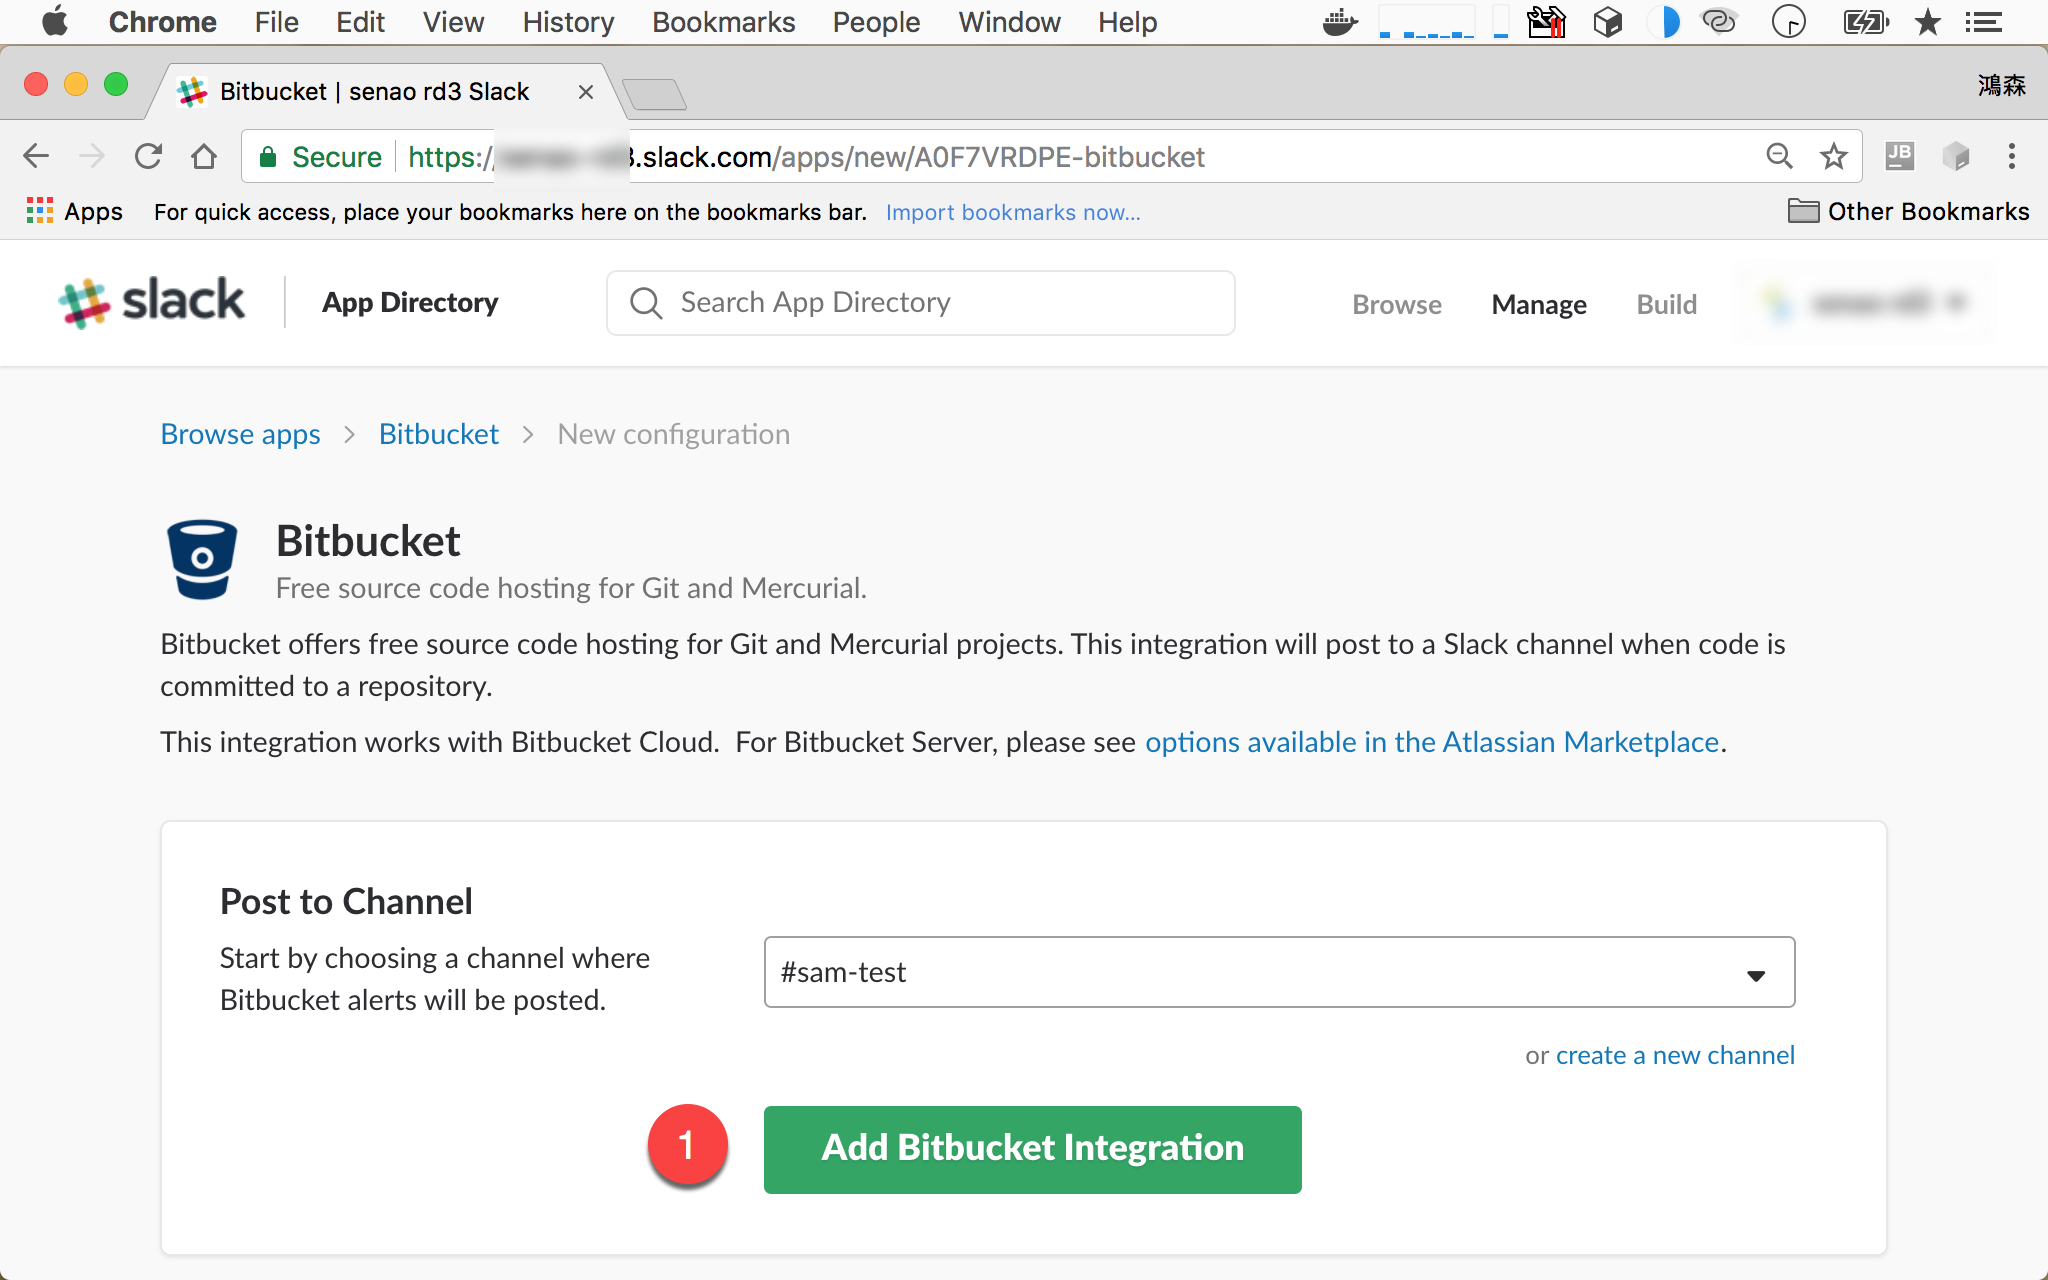 Chrome File Edit View History Bookmarks People Window Help
Bitbucket | senao rd3 Slack
鴻森
Secure https:// 3.slack.com/apps/new/A0F7VRDPE-bitbucket
JB
Apps For quick access, place your bookmarks here on the bookmarks bar. Import bookmarks now... Other Bookmarks
slack App Directory Search App Directory Browse Manage Build
Browse apps > Bitbucket > New configuration
Bitbucket
Free source code hosting for Git and Mercurial.
Bitbucket offers free source code hosting for Git and Mercurial projects. This integration will post to a Slack channel when code is
committed to a repository.
This integration works with Bitbucket Cloud. For Bitbucket Server, please see options available in the Atlassian Marketplace.
Post to Channel
Start by choosing a channel where
Bitbucket alerts will be posted.
#sam-test
or create a new channel
1
Add Bitbucket Integration